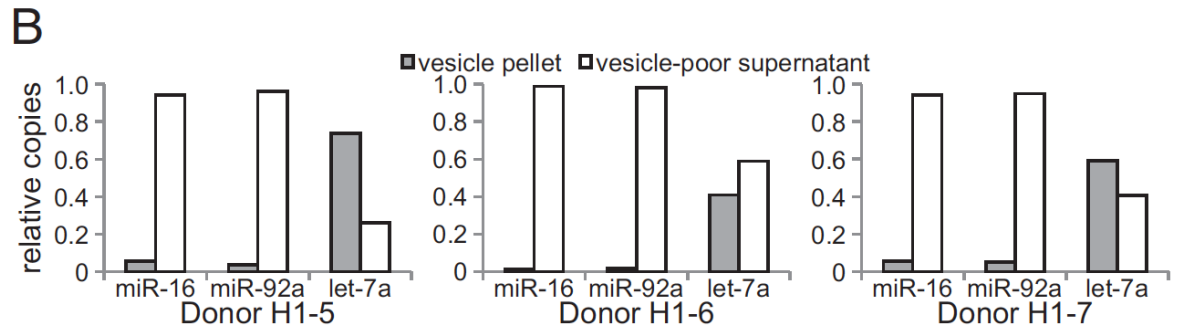 B
vesicle pellet vesicle-poor supernatant
relative copies
1.0
0.8
0.6
0.4
0.2
0
miR-16 miR-92a let-7a
Donor H1-5
1.0
0.8
0.6
0.4
0.2
0
miR-16 miR-92a let-7a
Donor H1-6
1.0
0.8
0.6
0.4
0.2
0
miR-16 miR-92a let-7a
Donor H1-7